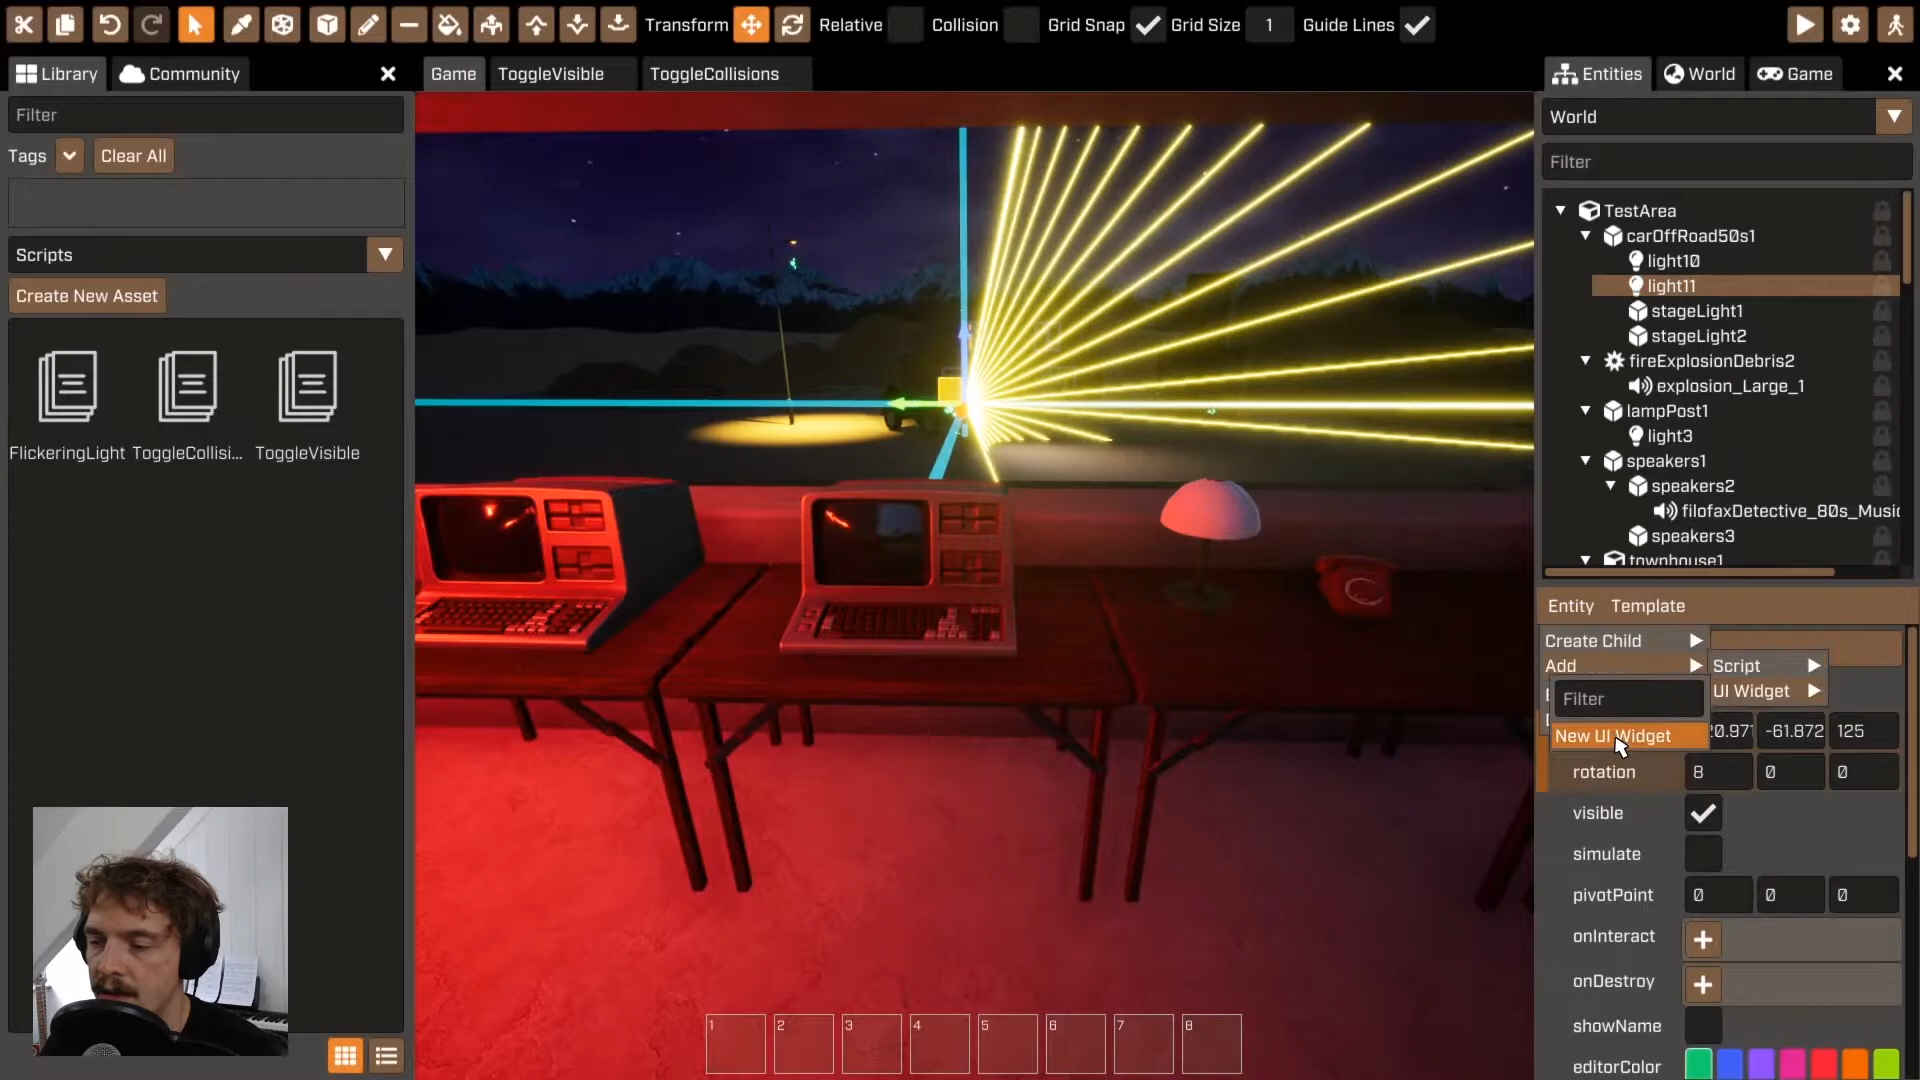 Transform
Relative
Collision
Grid Snap
Grid Size
1
Guide Lines
Library
Community
Game
ToggleVisible
ToggleCollisions
Entities
World
Game
Filter
Tags
Clear All
Scripts
Create New Asset
FlickeringLight
ToggleCollisi...
ToggleVisible
World
Filter
TestArea
carOffRoad50s1
light10
light11
stageLight1
stageLight2
fireExplosionDebris2
explosion_Large_1
lampPost1
light3
speakers1
speakers2
filofaxDetective_80s_Music
speakers3
townhouse1
Entity
Template
Create Child
Add
Script
UI Widget
Filter
New UI Widget
20.971
-61.872
125
rotation
8
0
0
visible
simulate
pivotPoint
0
0
0
onInteract
onDestroy
showName
editorColor
1
2
3
4
5
6
7
8